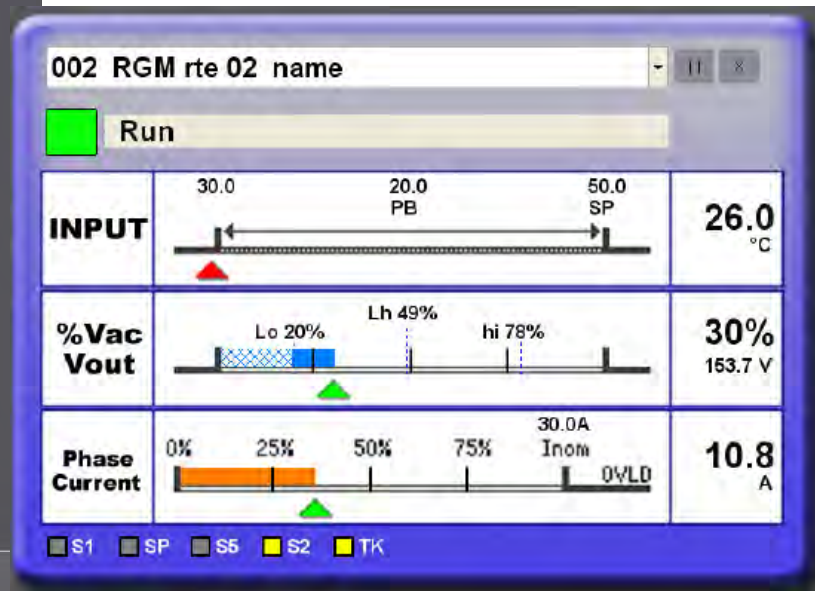 002 RGM rte 02 name
Run
INPUT
30.0 20.0 50.0
PB SP
26.0
°C
%Vac
Vout
Lo 20% Lh 49% hi 78%
30%
153.7 V
Phase
Current
30.0A
0% 25% 50% 75% Inom
OVLD
10.8
A
S1 SP S5 S2 TK